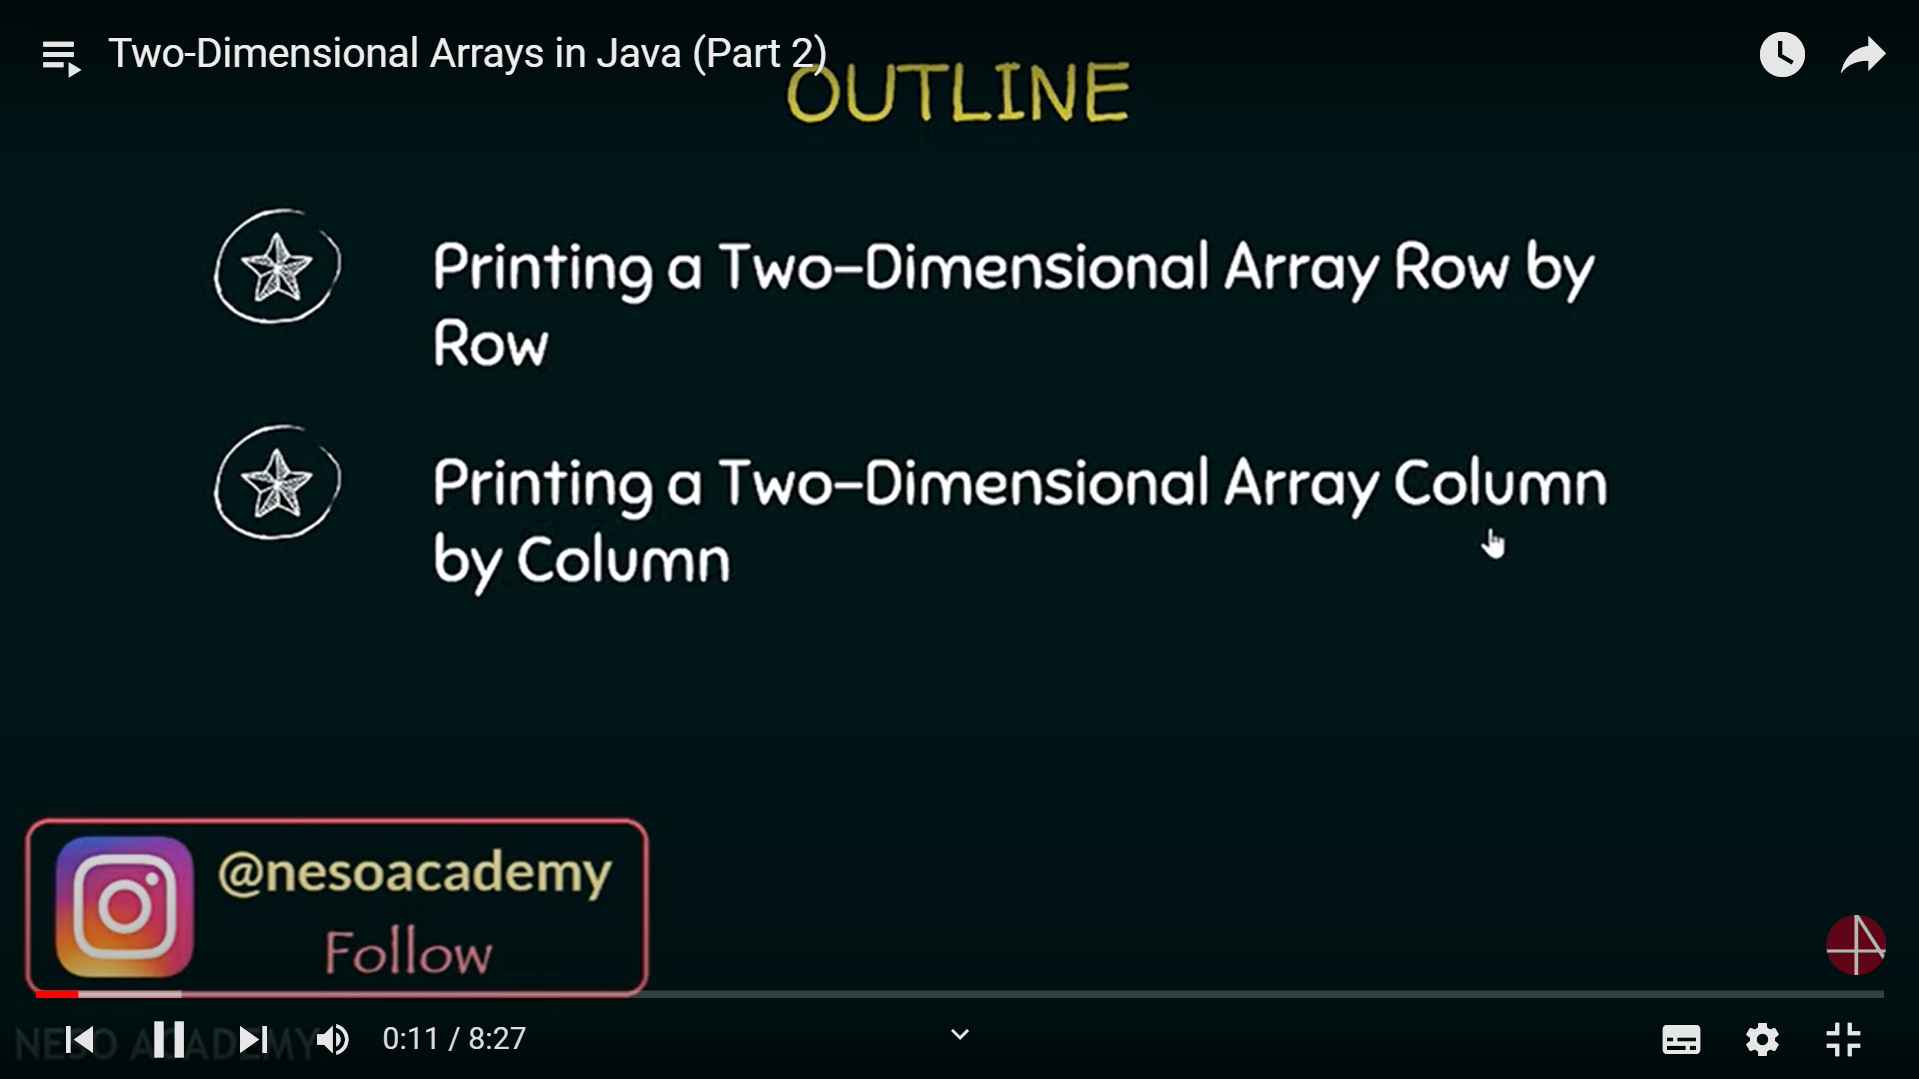 Two-Dimensional Arrays in Java (Part 2)
OUTLINE
Printing a Two-Dimensional Array Row by
Row
Printing a Two-Dimensional Array Column
by Column
@nesoacademy
Follow
NESO ACADEMY
0:11 / 8:27